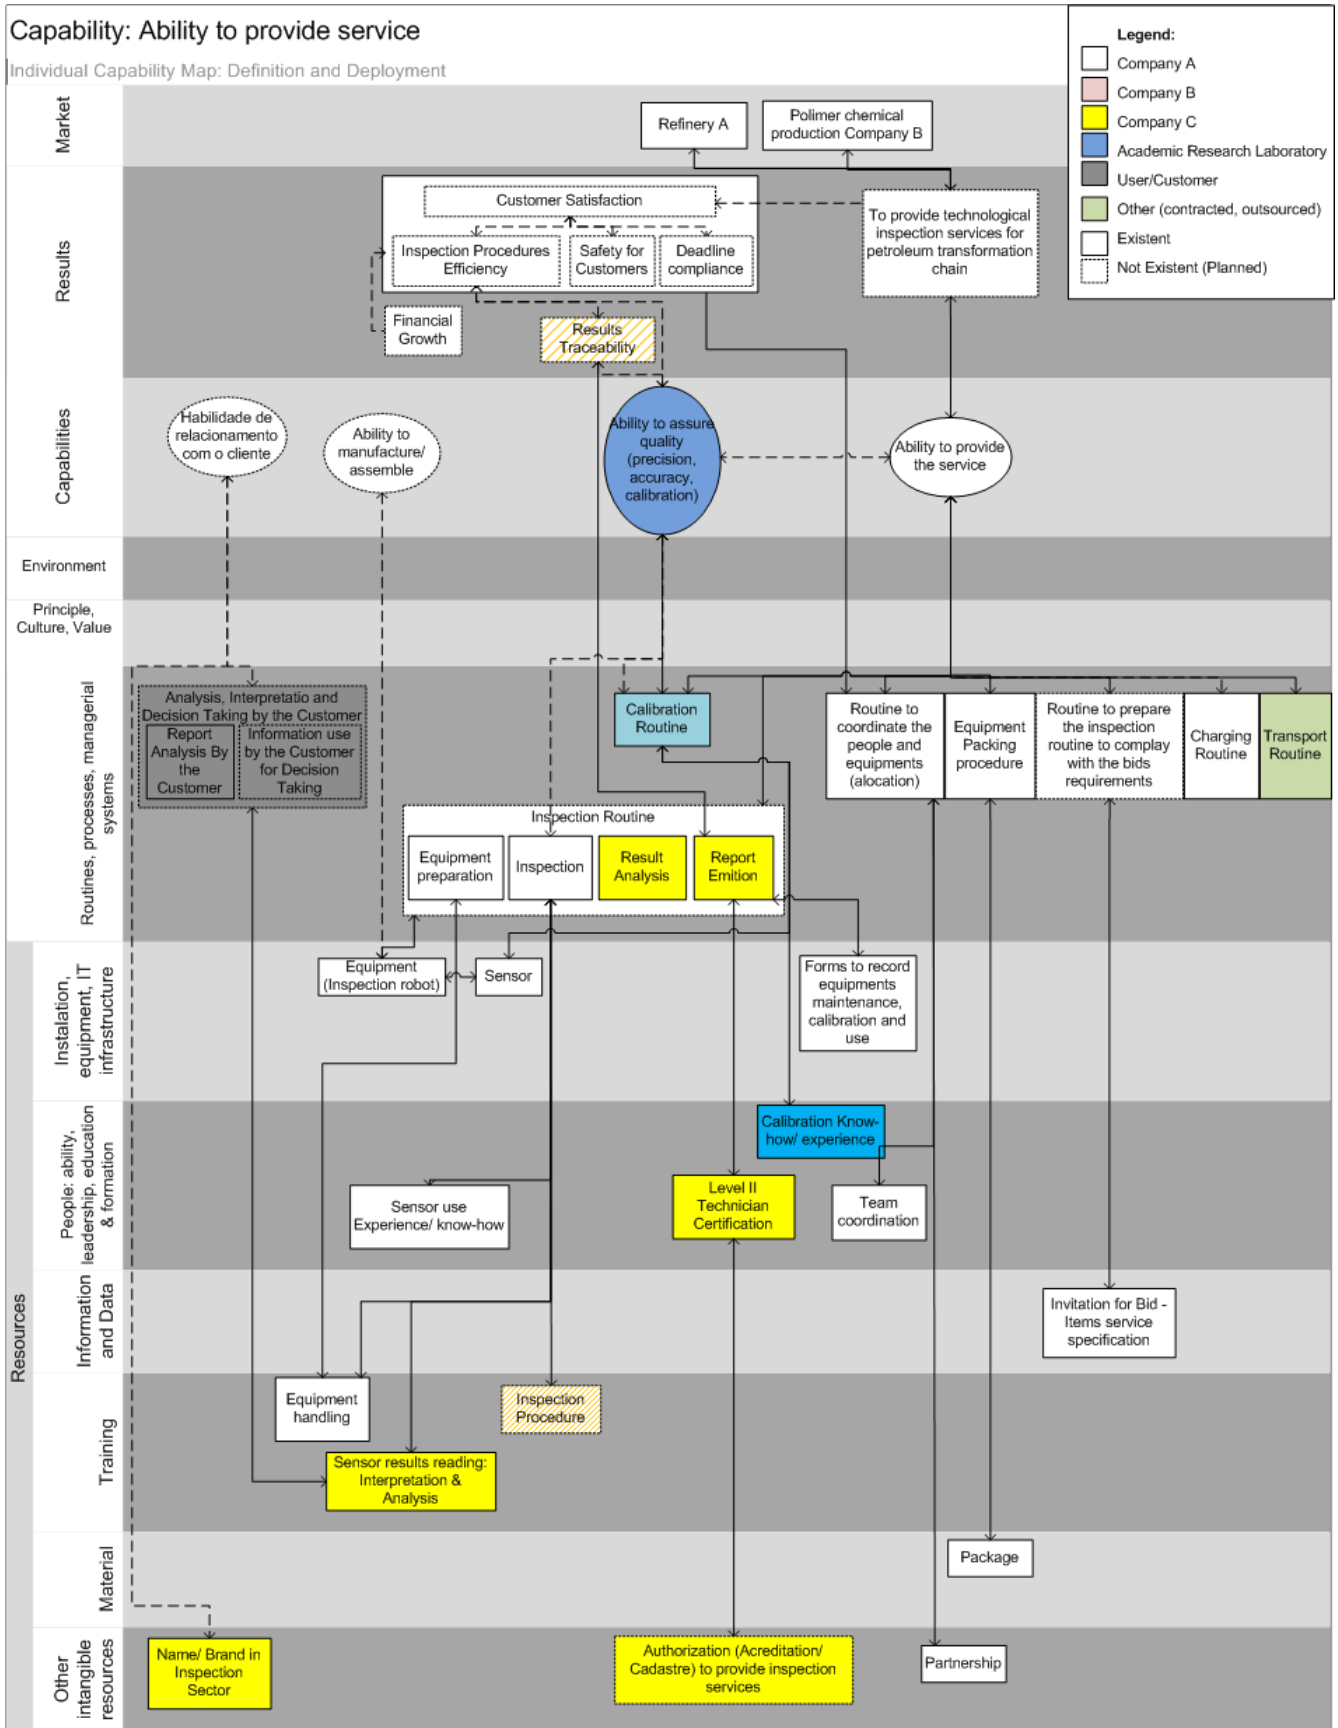 Capability: Ability to provide service
Individual Capability Map: Definition and Deployment
Legend:
Company A
Company B
Company C
Academic Research Laboratory
User/Customer
Other (contracted, outsourced)
Existent
Not Existent (Planned)
Market
Refinery A
Polimer chemical
production Company B
Results
Customer Satisfaction
Inspection Procedures
Efficiency
Safety for
Customers
Deadline
compliance
To provide technological
inspection services for
petroleum transformation
chain
Financial
Growth
Results
Traceability
Capabilities
Habilidade de
relacionamento
com o cliente
Ability to
manufacture/
assemble
Ability to assure
quality
(precision,
accuracy,
calibration)
Ability to provide
the service
Environment
Principle,
Culture, Value
Routines, processes, managerial
systems
Analysis, Interpretatio and
Decision Taking by the Customer
Report
Analysis By
the
Customer
Information use
by the Customer
for Decision
Taking
Calibration
Routine
Routine to
coordinate the
people and
equipments
(alocation)
Equipment
Packing
procedure
Routine to prepare
the inspection
routine to complay
with the bids
requirements
Charging
Routine
Transport
Routine
Inspection Routine
Equipment
preparation
Inspection
Result
Analysis
Report
Emition
Resources
Instalation,
equipment, IT
infrastructure
Equipment
(Inspection robot)
Sensor
Forms to record
equipments
maintenance,
calibration and
use
People: ability,
leadership, education
& formation
Calibration Know-
how/ experience
Sensor use
Experience/ know-how
Level II
Technician
Certification
Team
coordination
Information
and Data
Invitation for Bid -
Items service
specification
Training
Equipment
handling
Inspection
Procedure
Sensor results reading:
Interpretation &
Analysis
Material
Package
Other
intangible
resources
Name/ Brand in
Inspection
Sector
Authorization (Acreditation/
Cadastre) to provide inspection
services
Partnership